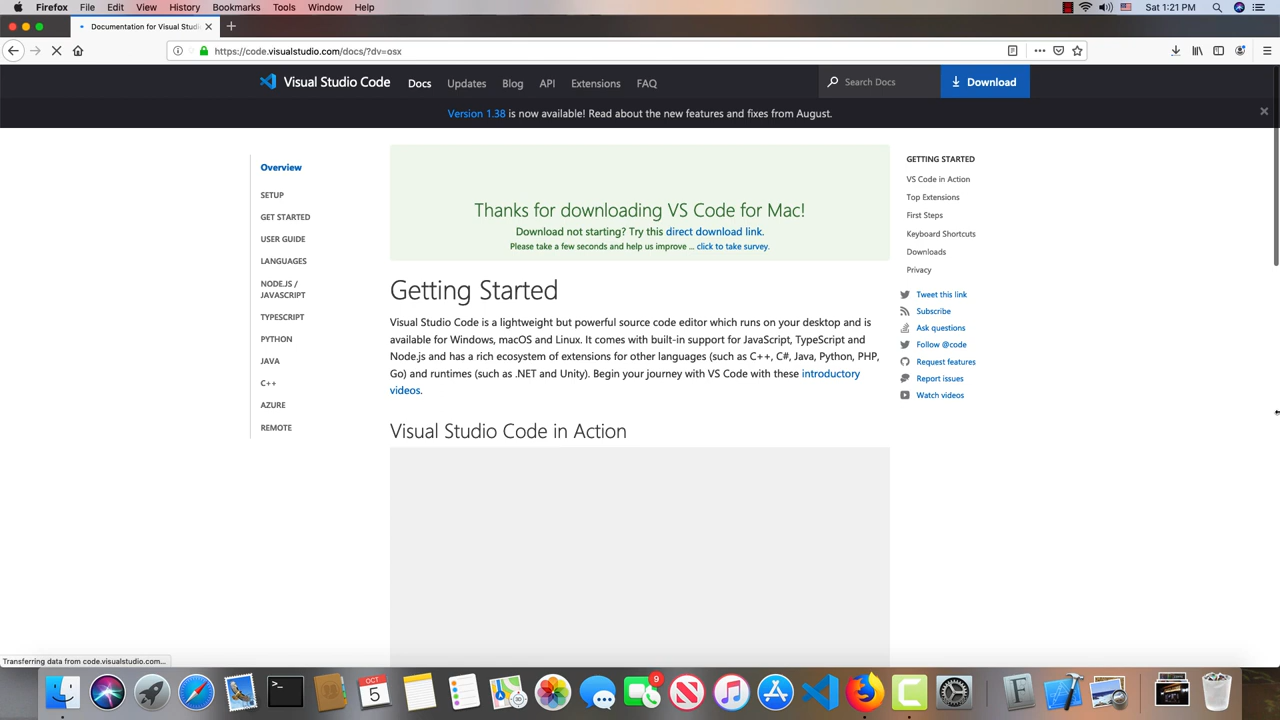 Firefox File Edit View History Bookmarks Tools Window Help
Sat 1:21 PM
Documentation for Visual Studi
https://code.visualstudio.com/docs/?dv=osx
Visual Studio Code Docs Updates Blog API Extensions FAQ
Search Docs
Download
Version 1.38 is now available! Read about the new features and fixes from August.
Overview
SETUP
GET STARTED
USER GUIDE
LANGUAGES
NODE.JS /
JAVASCRIPT
TYPESCRIPT
PYTHON
JAVA
C++
AZURE
REMOTE
Thanks for downloading VS Code for Mac!
Download not starting? Try this direct download link.
Please take a few seconds and help us improve ... click to take survey.
Getting Started
Visual Studio Code is a lightweight but powerful source code editor which runs on your desktop and is
available for Windows, macOS and Linux. It comes with built-in support for JavaScript, TypeScript and
Node.js and has a rich ecosystem of extensions for other languages (such as C++, C#, Java, Python, PHP,
Go) and runtimes (such as .NET and Unity). Begin your journey with VS Code with these introductory
videos.
Visual Studio Code in Action
GETTING STARTED
VS Code in Action
Top Extensions
First Steps
Keyboard Shortcuts
Downloads
Privacy
Tweet this link
Subscribe
Ask questions
Follow @code
Request features
Report issues
Watch videos
Transferring data from code.visualstudio.com...
OCT
5
9